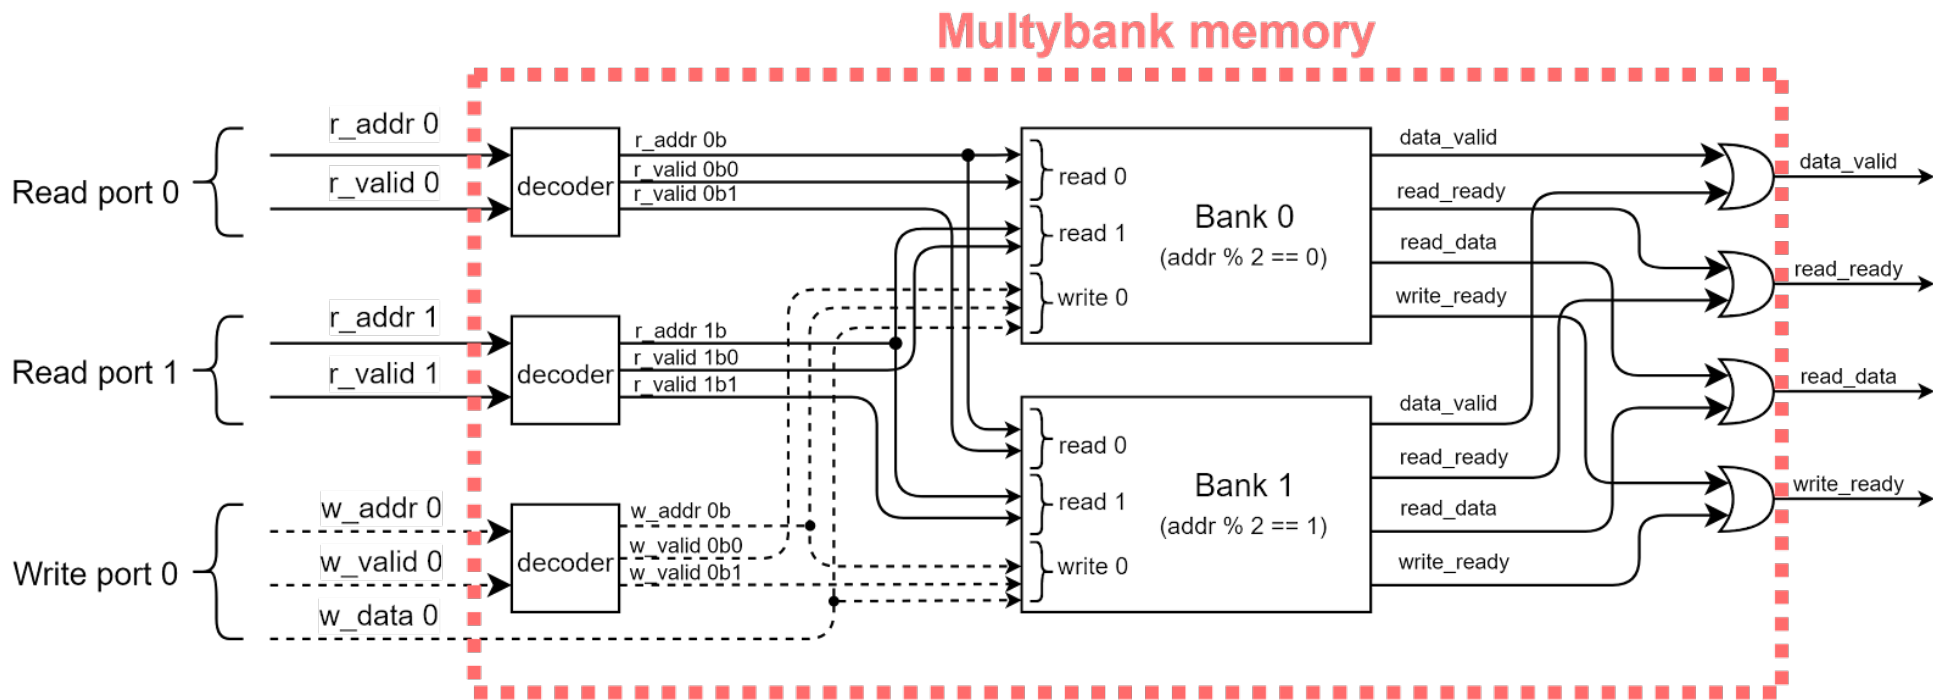 Multybank memory
Read port 0
r_addr 0
r_valid 0
decoder
r_addr 0b
r_valid 0b0
r_valid 0b1
Read port 1
r_addr 1
r_valid 1
decoder
r_addr 1b
r_valid 1b0
r_valid 1b1
Write port 0
w_addr 0
w_valid 0
w_data 0
decoder
w_addr 0b
w_valid 0b0
w_valid 0b1
read 0
read 1
write 0
Bank 0
(addr % 2 == 0)
data_valid
read_ready
read_data
write_ready
read 0
read 1
write 0
Bank 1
(addr % 2 == 1)
data_valid
read_ready
read_data
write_ready
data_valid
read_ready
read_data
write_ready